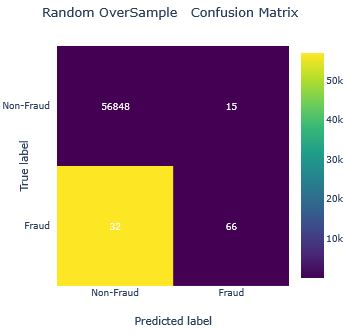 Random OverSample   Confusion Matrix
Non-Fraud
56848
15
50k
40k
30k
20k
10k
True label
Fraud
32
66
Non-Fraud
Fraud
Predicted label